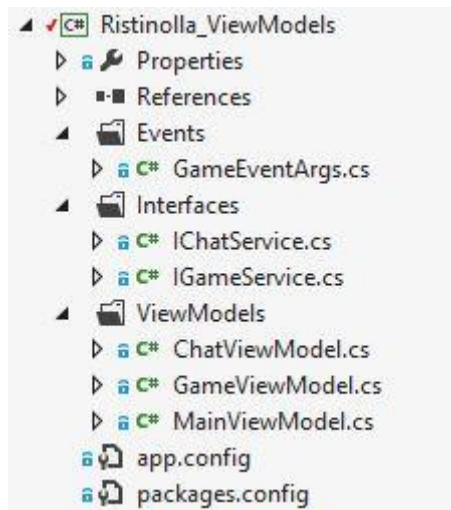 C# Ristinolla_ViewModels
Properties
References
Events
C# GameEventArgs.cs
Interfaces
C# IChatService.cs
C# IGameService.cs
ViewModels
C# ChatViewModel.cs
C# GameViewModel.cs
C# MainViewModel.cs
app.config
packages.config